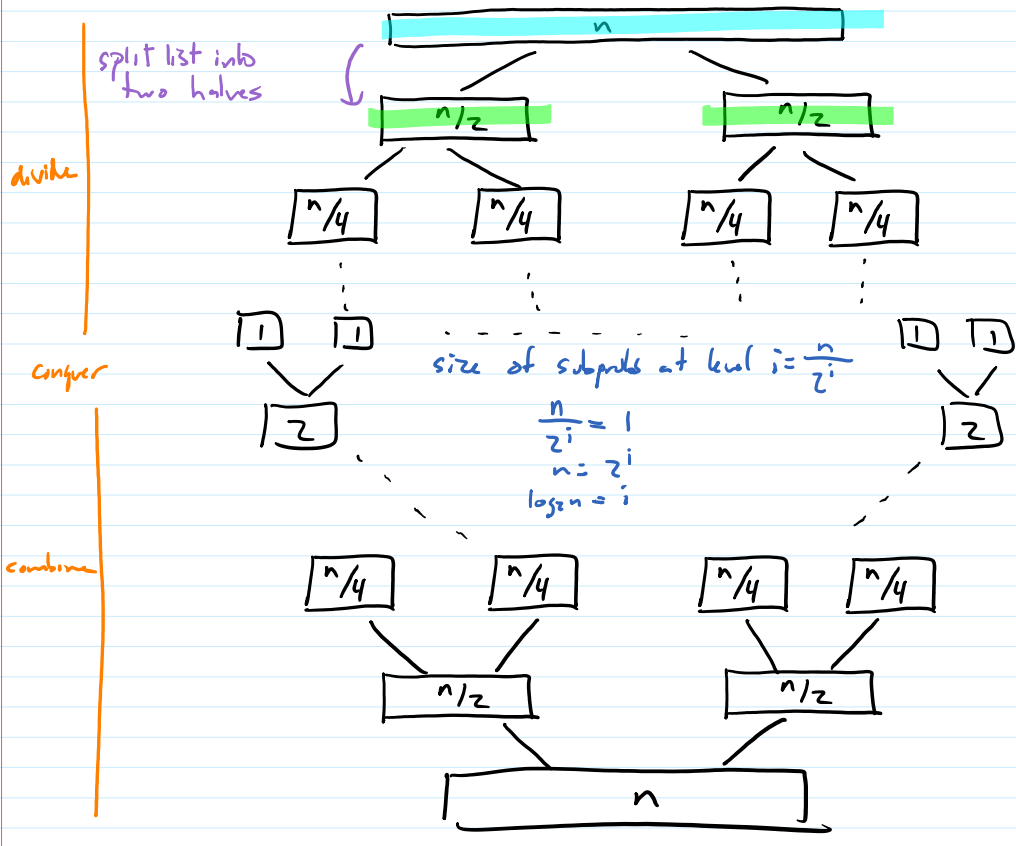 n
split list into
two halves
n/2 n/2
divide
n/4 n/4 n/4 n/4
1 1 1 1
conquer
size of subprobs at level i = n/2^i
2 2
n/2^i = 1
n = 2^i
log2n = i
combine
n/4 n/4 n/4 n/4
n/2 n/2
n